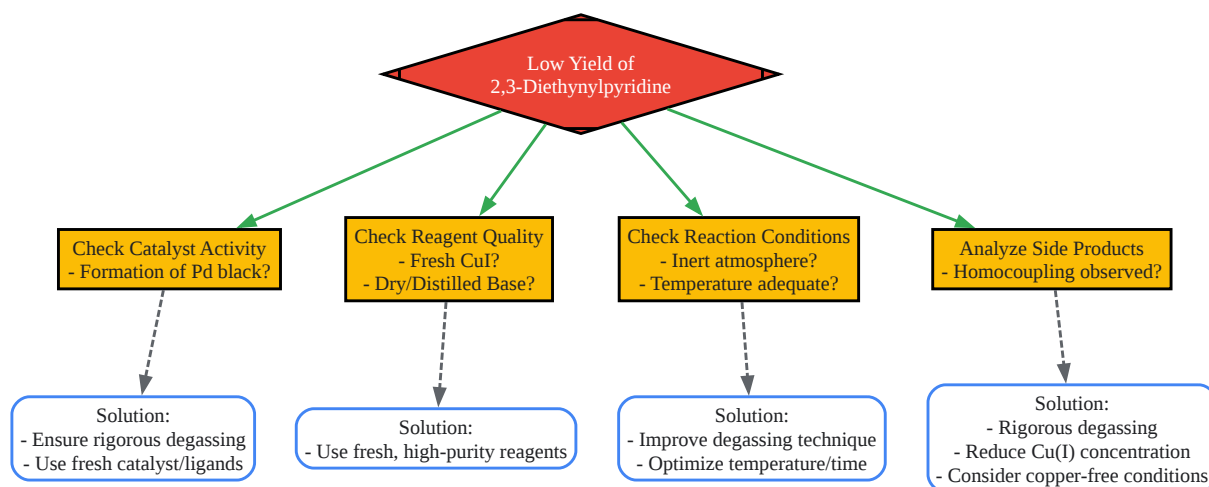 Low Yield of
2,3-Diethynylpyridine
Check Catalyst Activity
- Formation of Pd black?
Check Reagent Quality
- Fresh CuI?
- Dry/Distilled Base?
Check Reaction Conditions
- Inert atmosphere?
- Temperature adequate?
Analyze Side Products
- Homocoupling observed?
Solution:
- Ensure rigorous degassing
- Use fresh catalyst/ligands
Solution:
- Use fresh, high-purity reagents
Solution:
- Improve degassing technique
- Optimize temperature/time
Solution:
- Rigorous degassing
- Reduce Cu(I) concentration
- Consider copper-free conditions